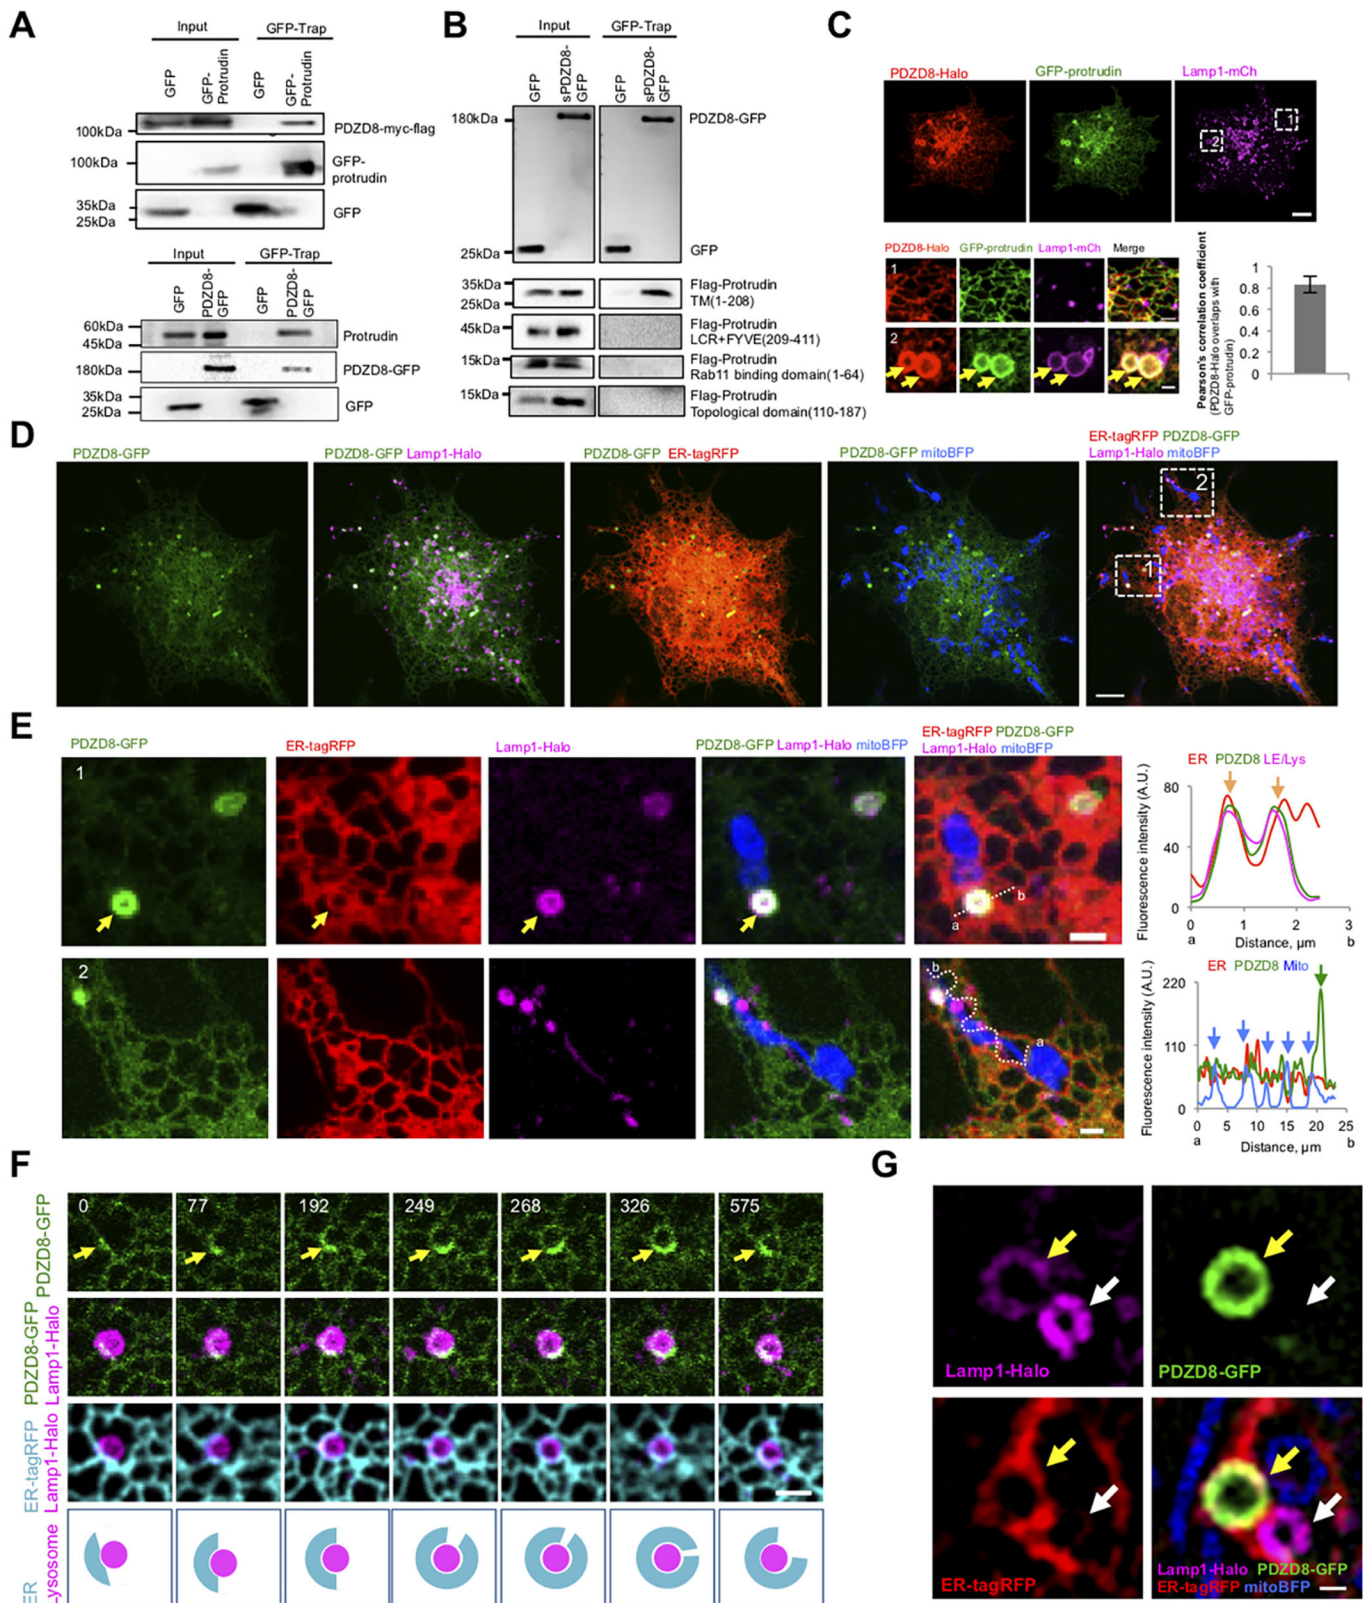 A
Input
GFP-Trap
GFP
GFP-
Protrudin
GFP
GFP-
Protrudin
100kDa
PDZD8-myc-flag
100kDa
GFP-
protrudin
35kDa
25kDa
GFP
Input
GFP-Trap
GFP
PDZD8-
GFP
GFP
PDZD8-
GFP
60kDa
45kDa
Protrudin
180kDa
PDZD8-GFP
35kDa
25kDa
GFP
B
Input
GFP-Trap
GFP
sPDZD8-
GFP
GFP
sPDZD8-
GFP
180kDa
PDZD8-GFP
25kDa
GFP
35kDa
25kDa
Flag-Protrudin
TM(1-208)
45kDa
Flag-Protrudin
LCR+FYVE(209-411)
15kDa
Flag-Protrudin
Rab11 binding domain(1-64)
15kDa
Flag-Protrudin
Topological domain(110-187)
C
PDZD8-Halo
GFP-protrudin
Lamp1-mCh
1
2
PDZD8-Halo GFP-protrudin Lamp1-mCh Merge
1
2
Pearson's correlation coefficient
(PDZD8-Halo overlaps with
GFP-protrudin)
1
0.8
0.6
0.4
0.2
0
D
PDZD8-GFP
PDZD8-GFP Lamp1-Halo
PDZD8-GFP ER-tagRFP
PDZD8-GFP mitoBFP
ER-tagRFP PDZD8-GFP
Lamp1-Halo mitoBFP
2
1
E
PDZD8-GFP
ER-tagRFP
Lamp1-Halo
PDZD8-GFP Lamp1-Halo mitoBFP
ER-tagRFP PDZD8-GFP
Lamp1-Halo mitoBFP
1
a
b
ER PDZD8 LE/Lys
Fluorescence intensity (A.U.)
80
40
0
0 1 2 3
a Distance, µm b
2
b
a
ER PDZD8 Mito
Fluorescence intensity (A.U.)
220
110
0
0 5 10 15 20 25
a Distance, µm b
F
PDZD8-GFP
0 77 192 249 268 326 575
PDZD8-GFP
Lamp1-Halo
ER-tagRFP
Lamp1-Halo
ER
Lysosome
G
Lamp1-Halo
PDZD8-GFP
ER-tagRFP
Lamp1-Halo PDZD8-GFP
ER-tagRFP mitoBFP